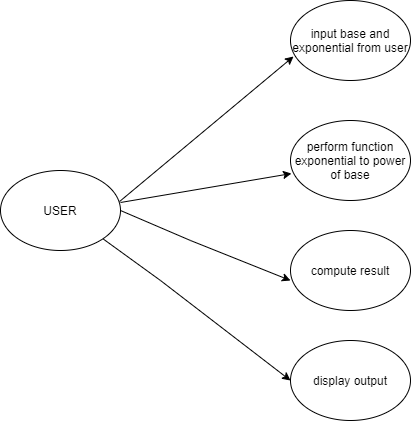 input base and
exponential from user
perform function
exponential to power
of base
USER
compute result
display output